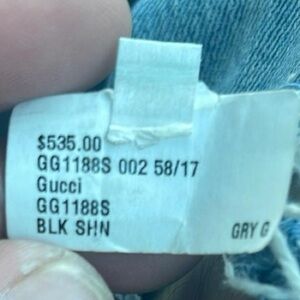 $535.00
GG1188S 002 58/17
Gucci
GG1188S
BLK SHN GRY G